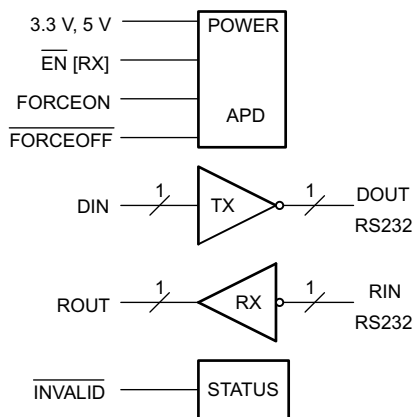 3.3 V, 5 V
POWER
EN [RX]
FORCEON
APD
FORCEOFF
DIN
1
TX
1
DOUT
RS232
ROUT
1
RX
1
RIN
RS232
INVALID
STATUS